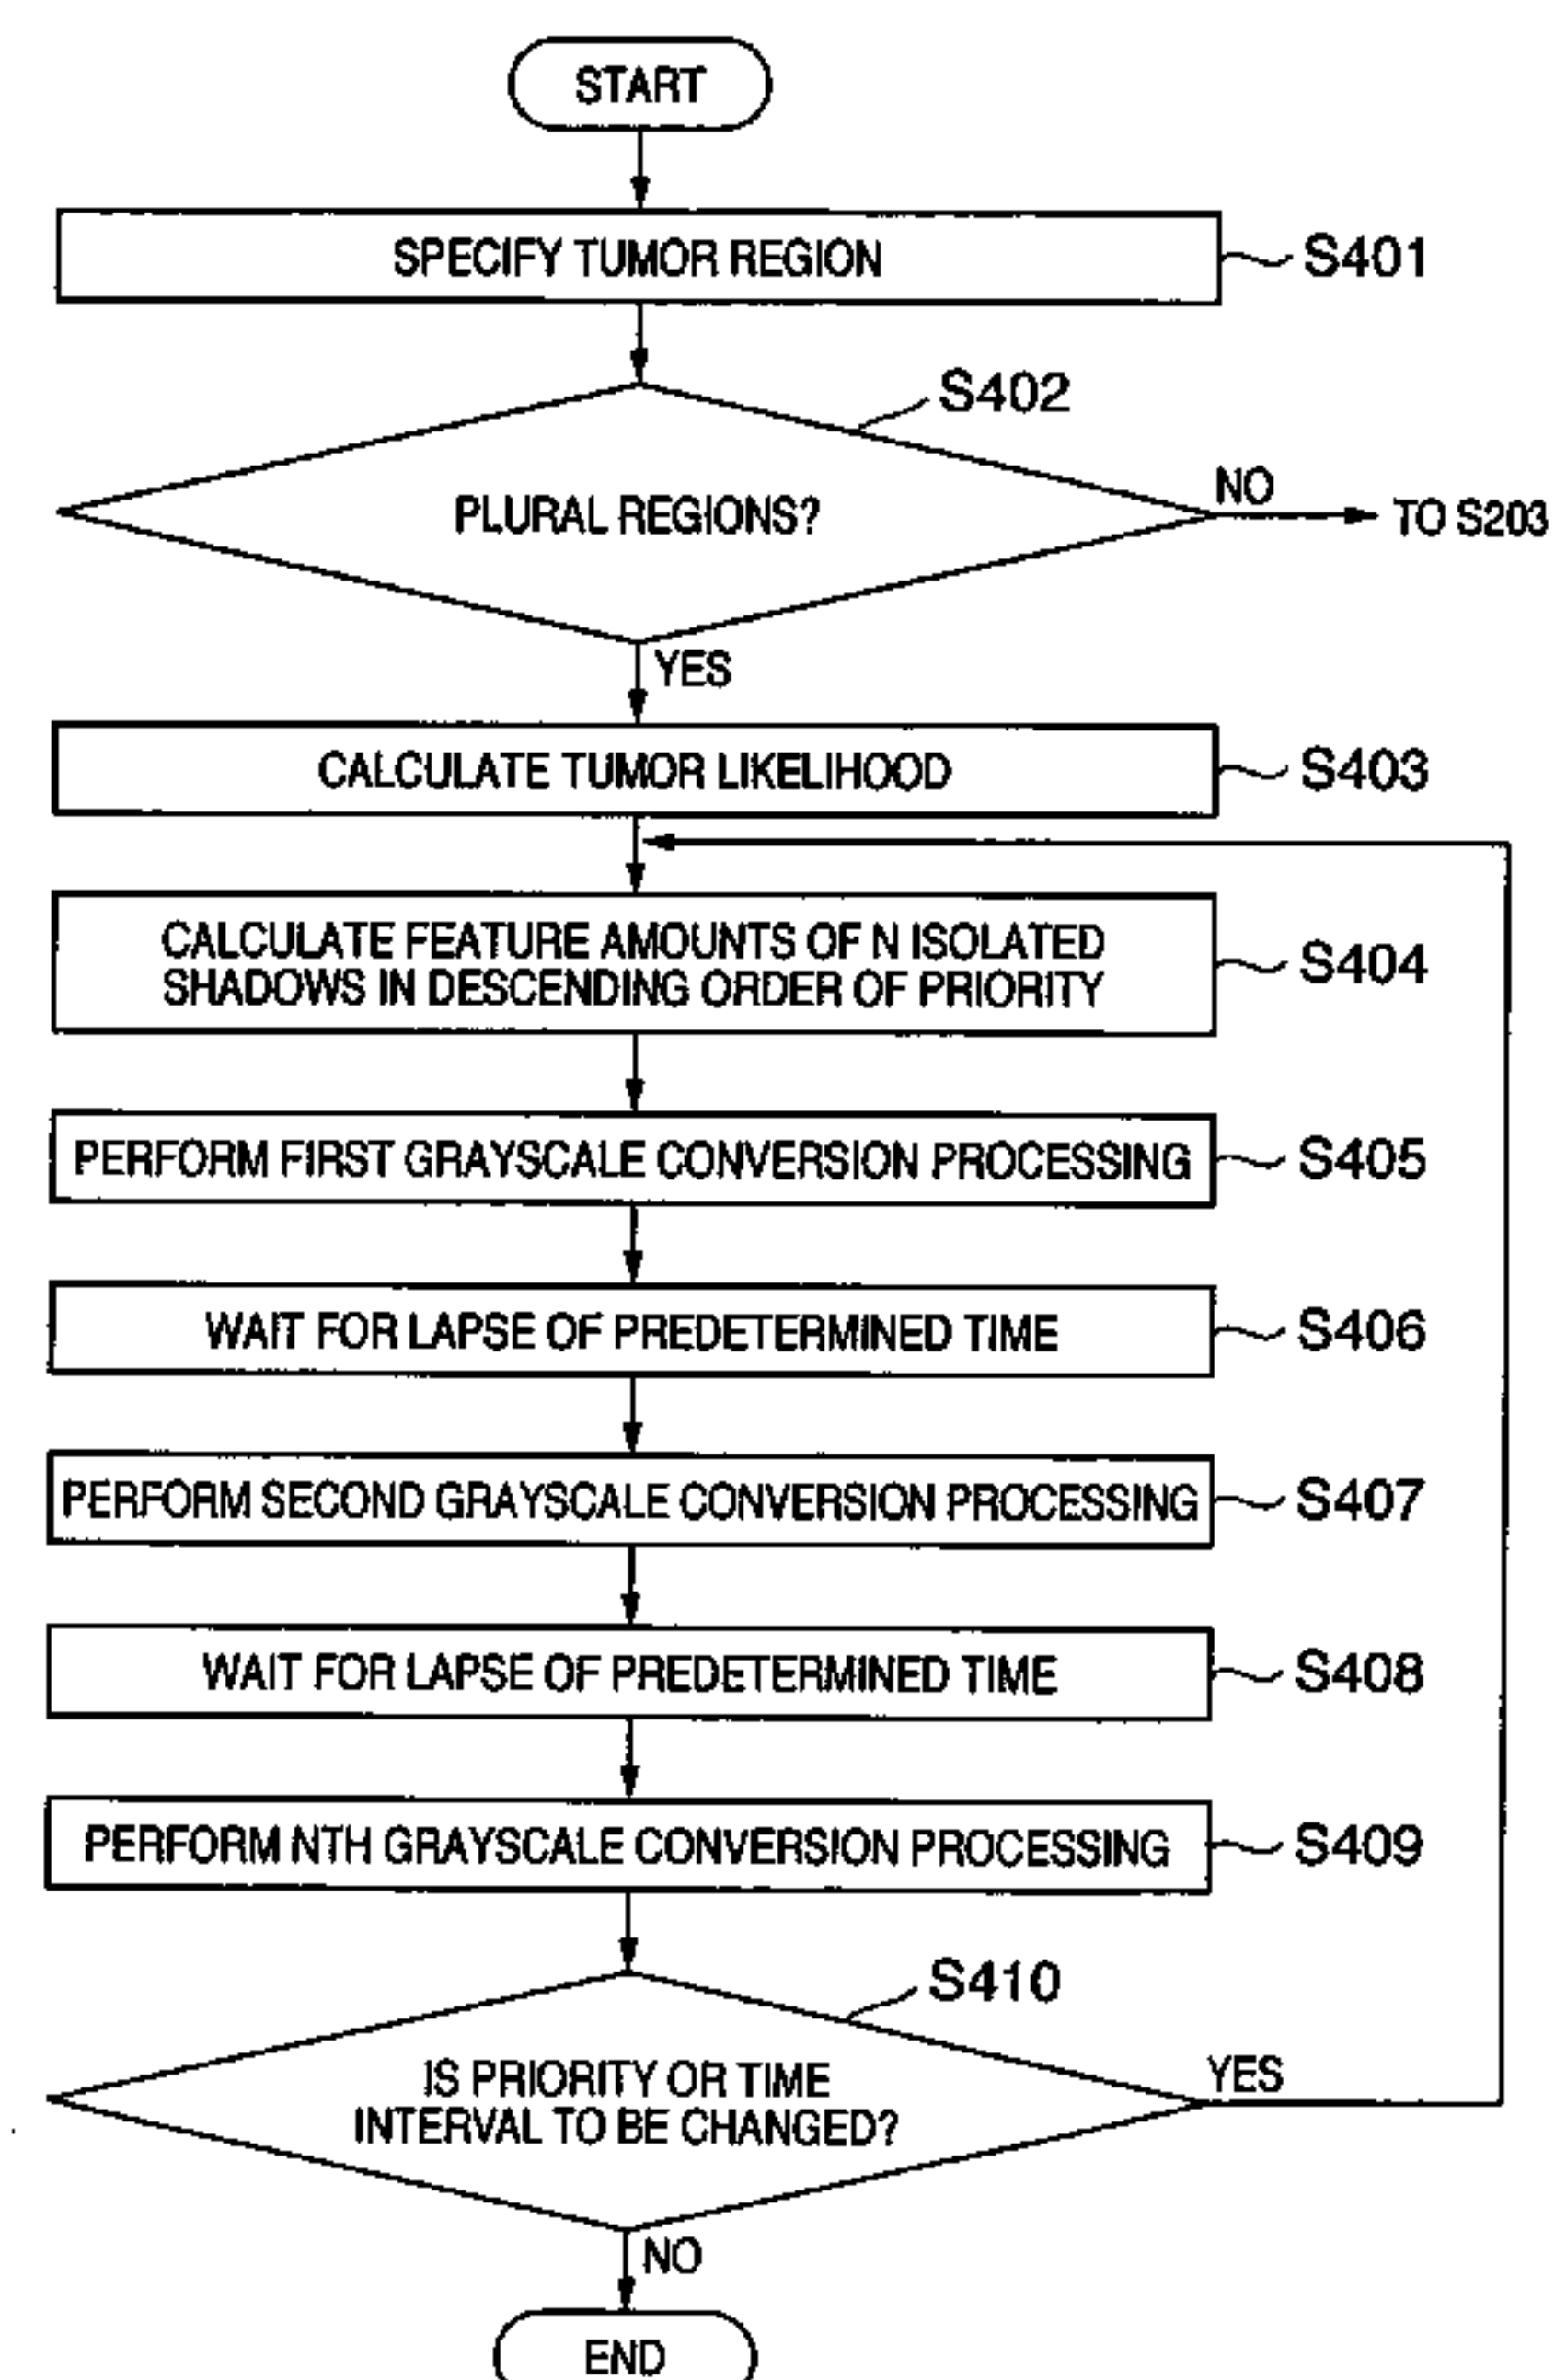 START
SPECIFY TUMOR REGION
S401
S402
PLURAL REGIONS?
NO
TO S203
YES
CALCULATE TUMOR LIKELIHOOD
S403
CALCULATE FEATURE AMOUNTS OF N ISOLATED
SHADOWS IN DESCENDING ORDER OF PRIORITY
S404
PERFORM FIRST GRAYSCALE CONVERSION PROCESSING
S405
WAIT FOR LAPSE OF PREDETERMINED TIME
S406
PERFORM SECOND GRAYSCALE CONVERSION PROCESSING
S407
WAIT FOR LAPSE OF PREDETERMINED TIME
S408
PERFORM NTH GRAYSCALE CONVERSION PROCESSING
S409
S410
IS PRIORITY OR TIME
INTERVAL TO BE CHANGED?
YES
NO
END